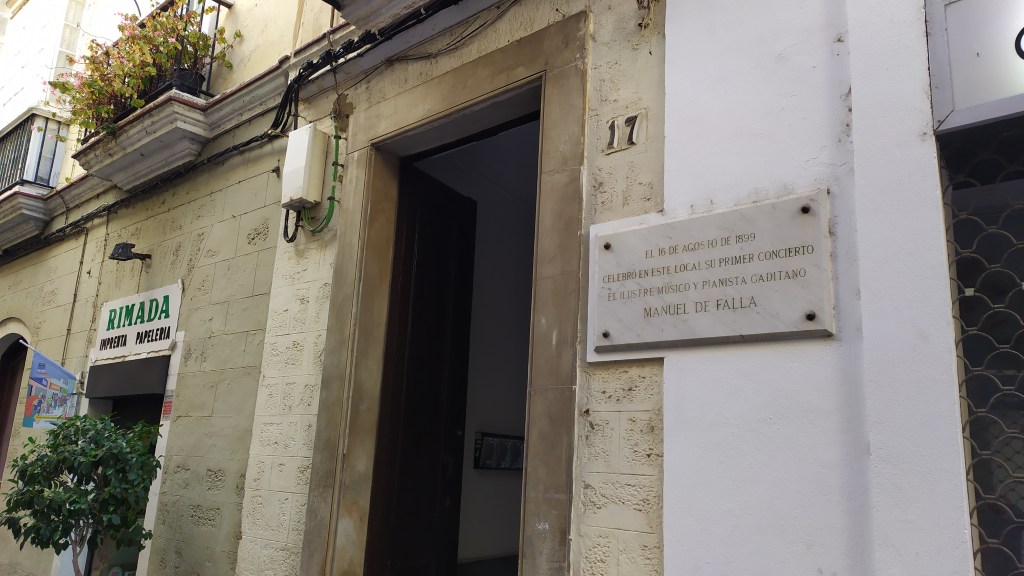 RIMADA
IMPRENTA PAPELERIA
17
EL 16 DE AGOSTO DE 1899
CELEBRÓ EN ESTE LOCAL SU PRIMER CONCIERTO
EL ILUSTRE MÚSICO Y PIANISTA GADITANO
MANUEL DE FALLA